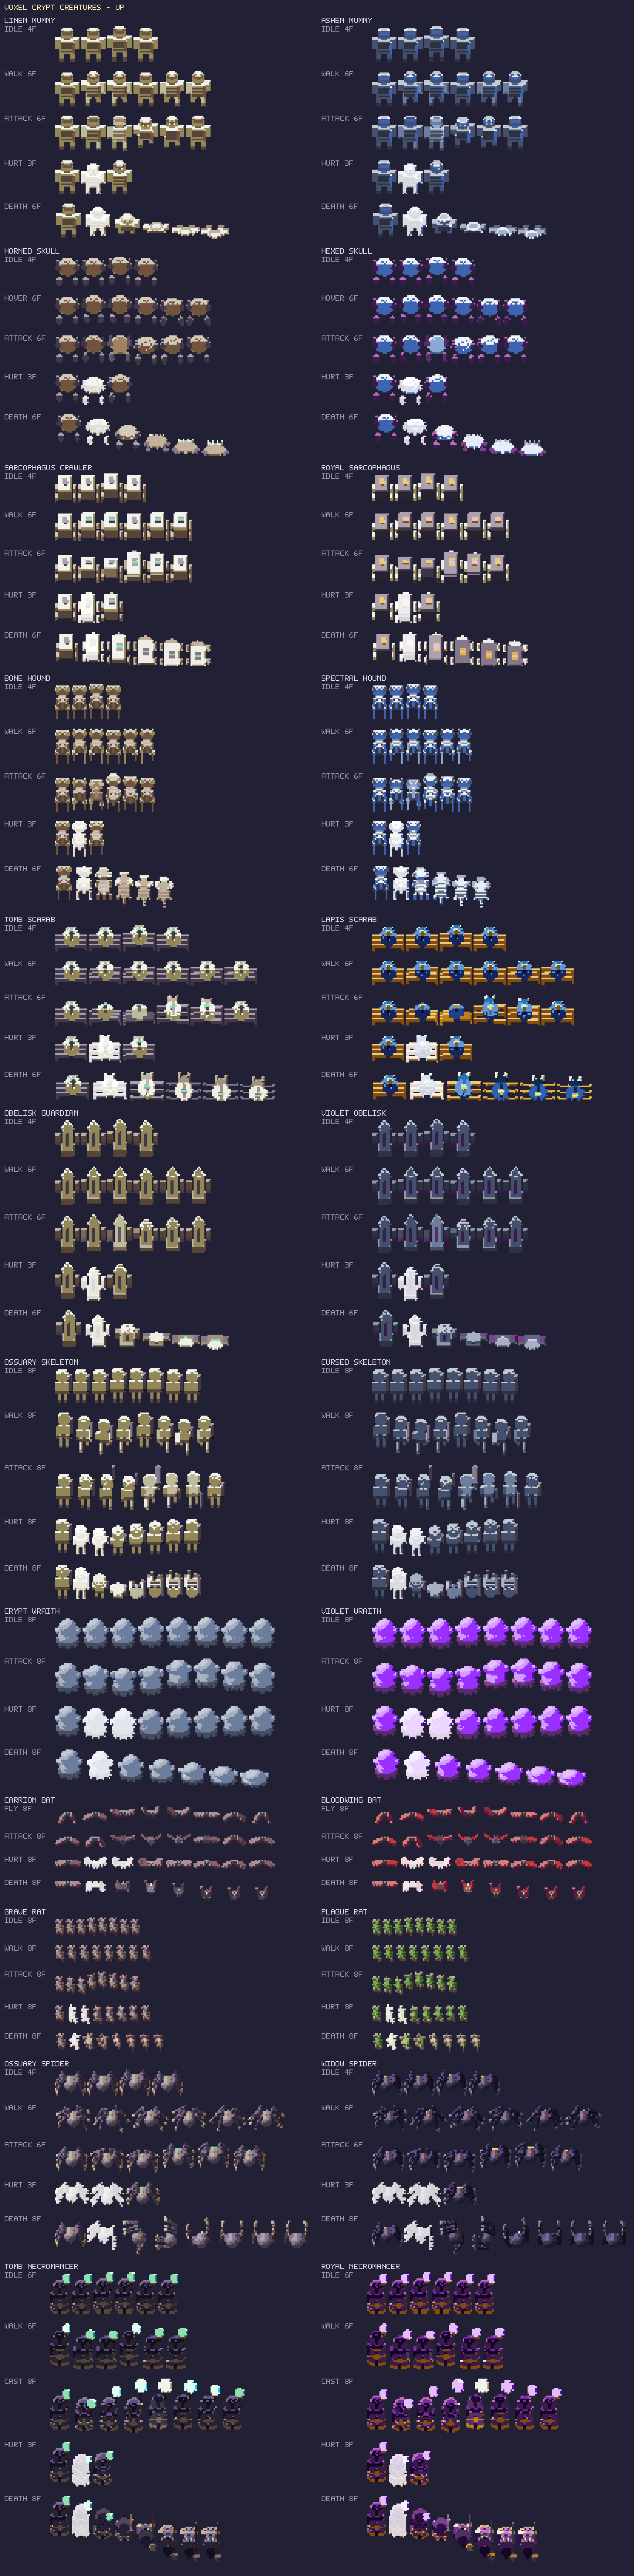 VOXEL CRYPT CREATURES - UP
LINEN MUMMY
IDLE 4F
WALK 6F
ATTACK 6F
HURT 3F
DEATH 6F
ASHEN MUMMY
IDLE 4F
WALK 6F
ATTACK 6F
HURT 3F
DEATH 6F
HORNED SKULL
IDLE 4F
HOVER 6F
ATTACK 6F
HURT 3F
DEATH 6F
HEXED SKULL
IDLE 4F
HOVER 6F
ATTACK 6F
HURT 3F
DEATH 6F
SARCOPHAGUS CRAWLER
IDLE 4F
WALK 6F
ATTACK 6F
HURT 3F
DEATH 6F
ROYAL SARCOPHAGUS
IDLE 4F
WALK 6F
ATTACK 6F
HURT 3F
DEATH 6F
BONE HOUND
IDLE 4F
WALK 6F
ATTACK 6F
HURT 3F
DEATH 6F
SPECTRAL HOUND
IDLE 4F
WALK 6F
ATTACK 6F
HURT 3F
DEATH 6F
TOMB SCARAB
IDLE 4F
WALK 6F
ATTACK 6F
HURT 3F
DEATH 6F
LAPIS SCARAB
IDLE 4F
WALK 6F
ATTACK 6F
HURT 3F
DEATH 6F
OBELISK GUARDIAN
IDLE 4F
WALK 6F
ATTACK 6F
HURT 3F
DEATH 6F
VIOLET OBELISK
IDLE 4F
WALK 6F
ATTACK 6F
HURT 3F
DEATH 6F
OSSUARY SKELETON
IDLE 8F
WALK 8F
ATTACK 8F
HURT 8F
DEATH 8F
CURSED SKELETON
IDLE 8F
WALK 8F
ATTACK 8F
HURT 8F
DEATH 8F
CRYPT WRAITH
IDLE 8F
ATTACK 8F
HURT 8F
DEATH 8F
VIOLET WRAITH
IDLE 8F
ATTACK 8F
HURT 8F
DEATH 8F
CARRION BAT
FLY 8F
ATTACK 8F
HURT 8F
DEATH 8F
BLOODWING BAT
FLY 8F
ATTACK 8F
HURT 8F
DEATH 8F
GRAVE RAT
IDLE 8F
WALK 8F
ATTACK 8F
HURT 8F
DEATH 8F
PLAGUE RAT
IDLE 8F
WALK 8F
ATTACK 8F
HURT 8F
DEATH 8F
OSSUARY SPIDER
IDLE 4F
WALK 6F
ATTACK 6F
HURT 3F
DEATH 8F
WIDOW SPIDER
IDLE 4F
WALK 6F
ATTACK 6F
HURT 3F
DEATH 8F
TOMB NECROMANCER
IDLE 6F
WALK 6F
CAST 8F
HURT 3F
DEATH 8F
ROYAL NECROMANCER
IDLE 6F
WALK 6F
CAST 8F
HURT 3F
DEATH 8F